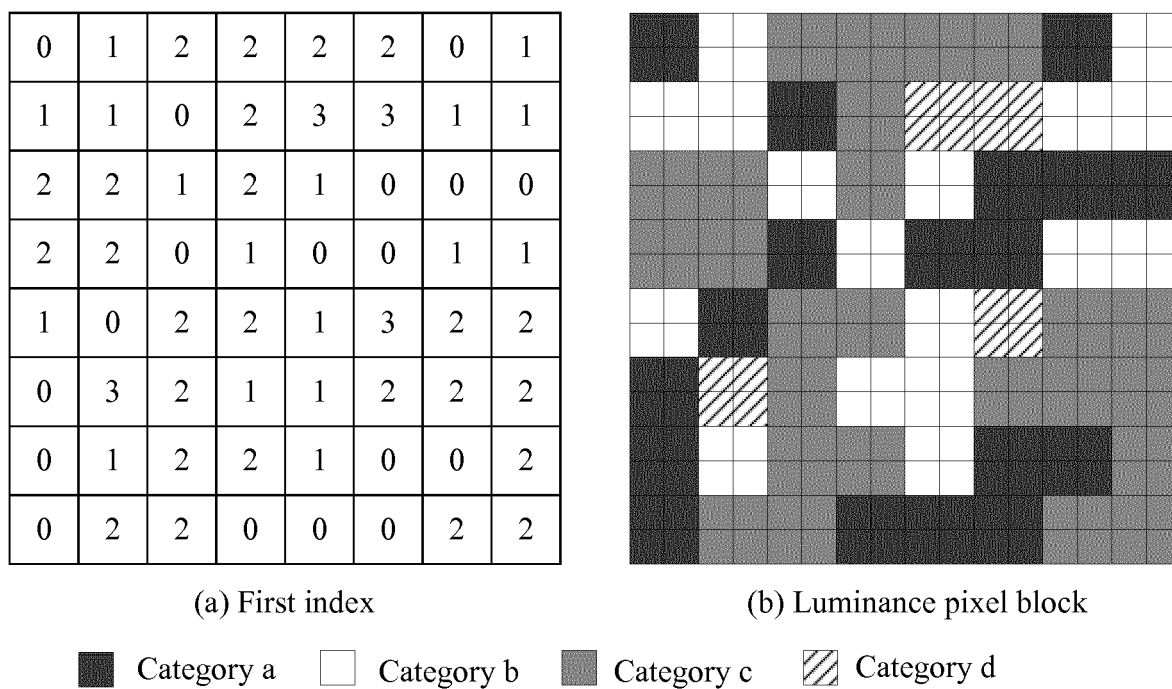 0 1 2 2 2 2 0 1
1 1 0 2 3 3 1 1
2 2 1 2 1 0 0 0
2 2 0 1 0 0 1 1
1 0 2 2 1 3 2 2
0 3 2 1 1 2 2 2
0 1 2 2 1 0 0 2
0 2 2 0 0 0 2 2
(a) First index
(b) Luminance pixel block
Category a Category b Category c Category d